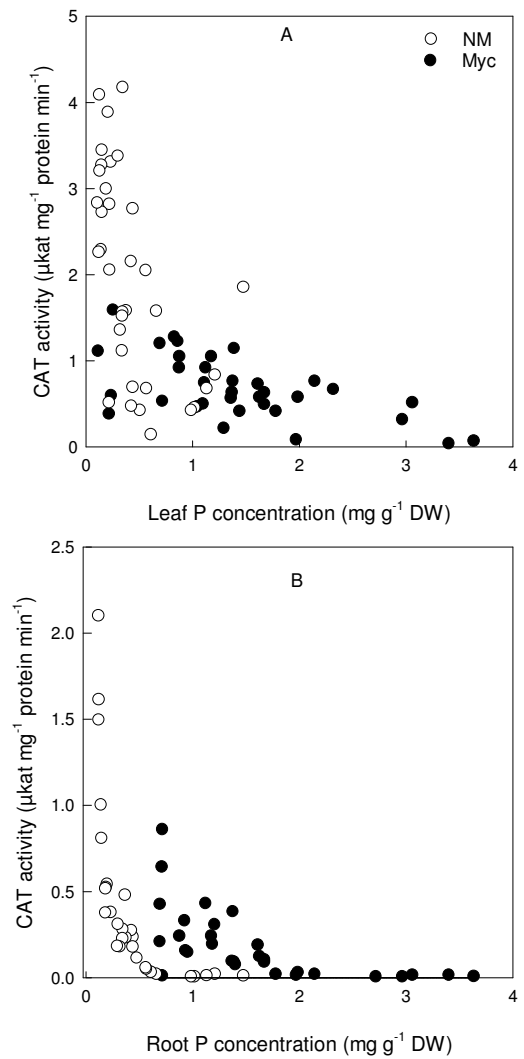 5
A
NM
Myc
4
3
2
1
0
CAT activity (µkat mg⁻¹ protein min⁻¹)
0 1 2 3 4
Leaf P concentration (mg g⁻¹ DW)
2.5
B
2.0
1.5
1.0
0.5
0.0
CAT activity (µkat mg⁻¹ protein min⁻¹)
0 1 2 3 4
Root P concentration (mg g⁻¹ DW)